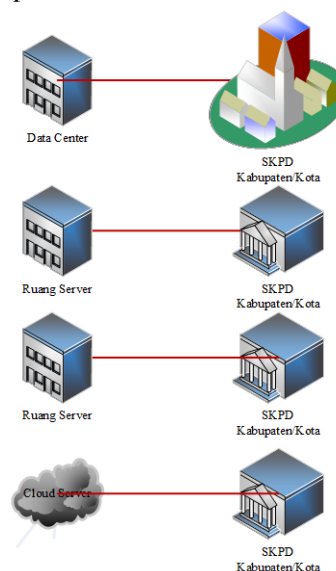 Data Center
SKPD
Kabupaten/Kota
Ruang Server
SKPD
Kabupaten/Kota
Ruang Server
SKPD
Kabupaten/Kota
Cloud Server
SKPD
Kabupaten/Kota